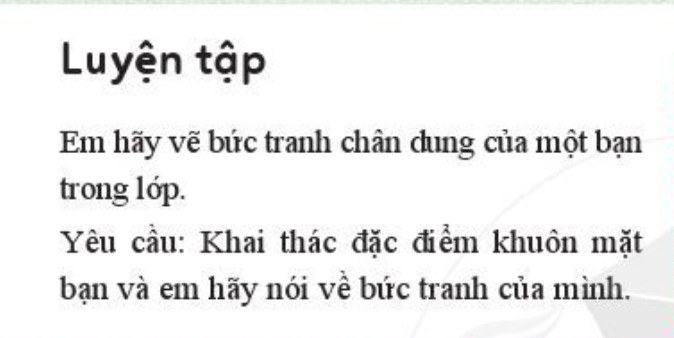 Luyện tập
Em hãy vẽ bức tranh chân dung của một bạn
trong lớp.
Yêu cầu: Khai thác đặc điểm khuôn mặt
bạn và em hãy nói về bức tranh của mình.